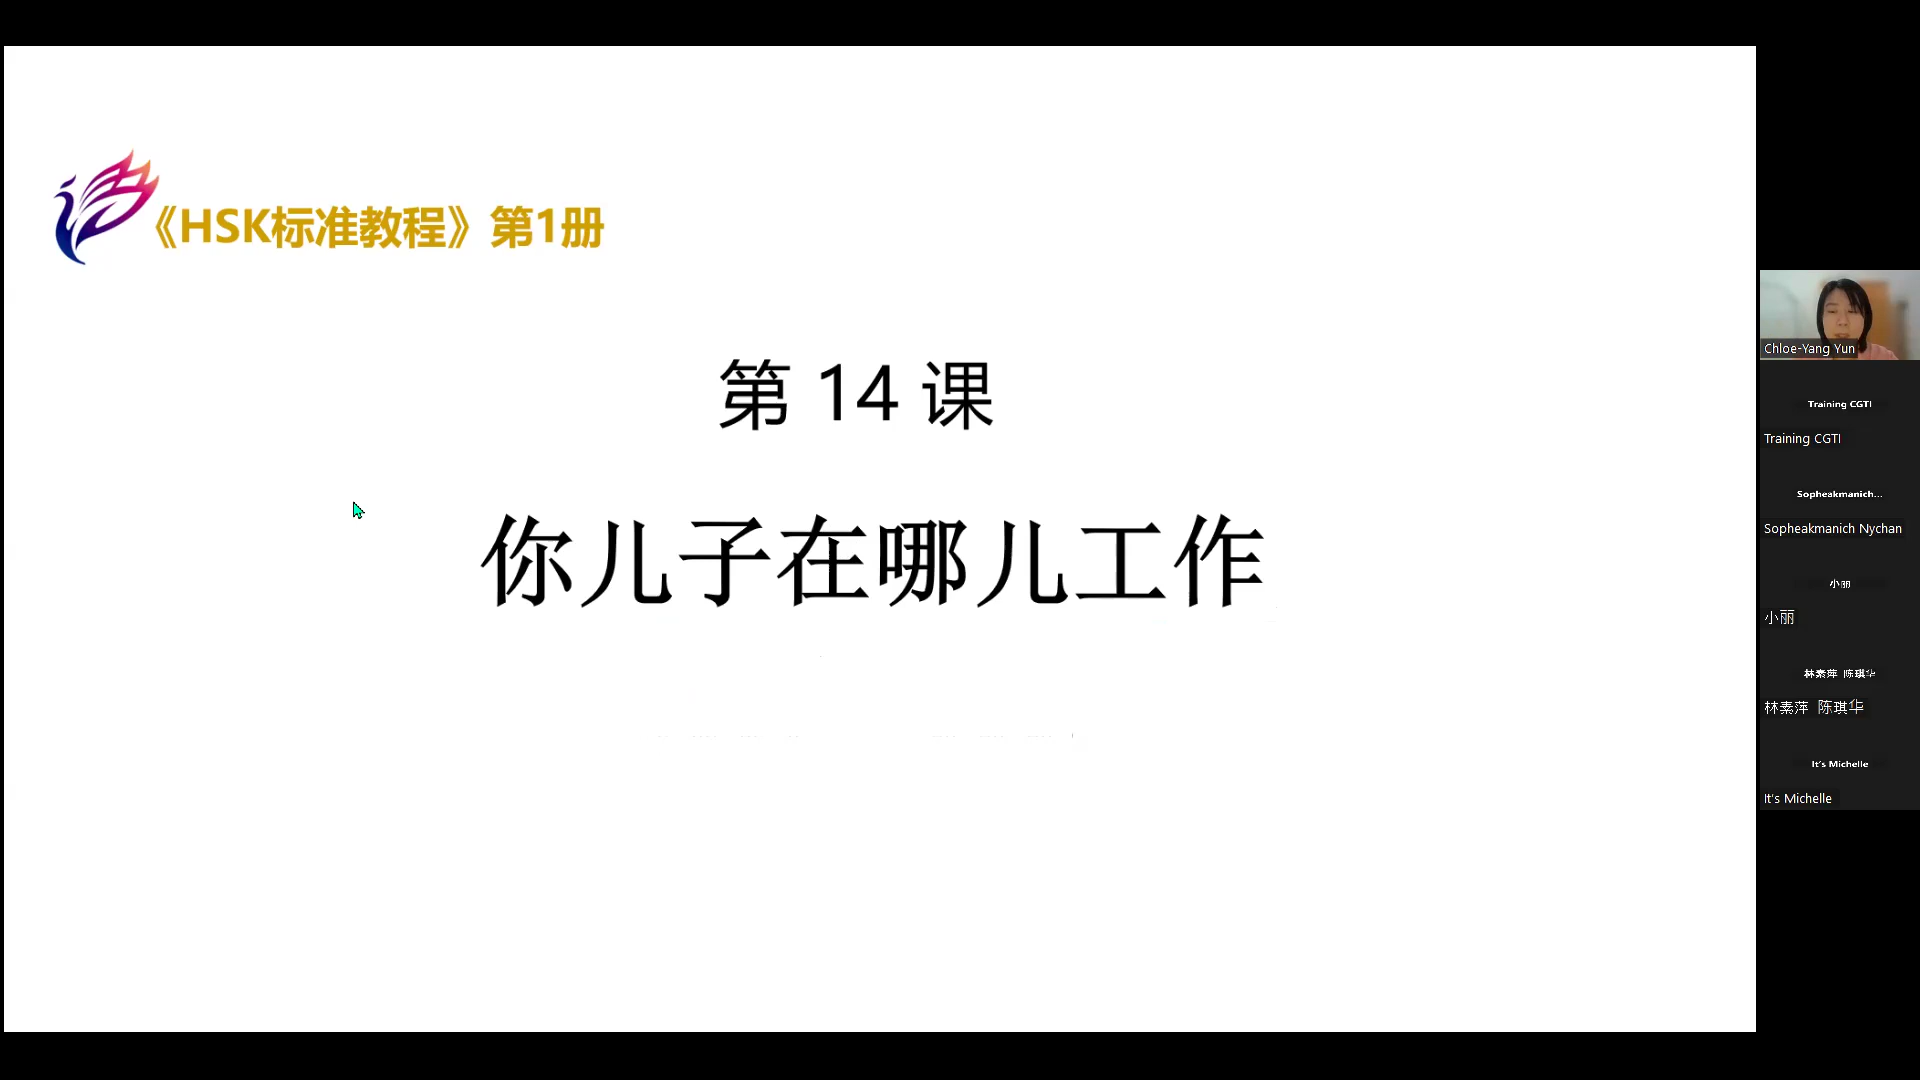 《HSK标准教程》第1册
第 14 课
你儿子在哪儿工作
Chloe-Yang Yun
Training CGTI
Training CGTI
Sopheakmanich...
Sopheakmanich Nychan
小丽
小丽
林素萍 陈琪华
林素萍 陈琪华
It's Michelle
It's Michelle